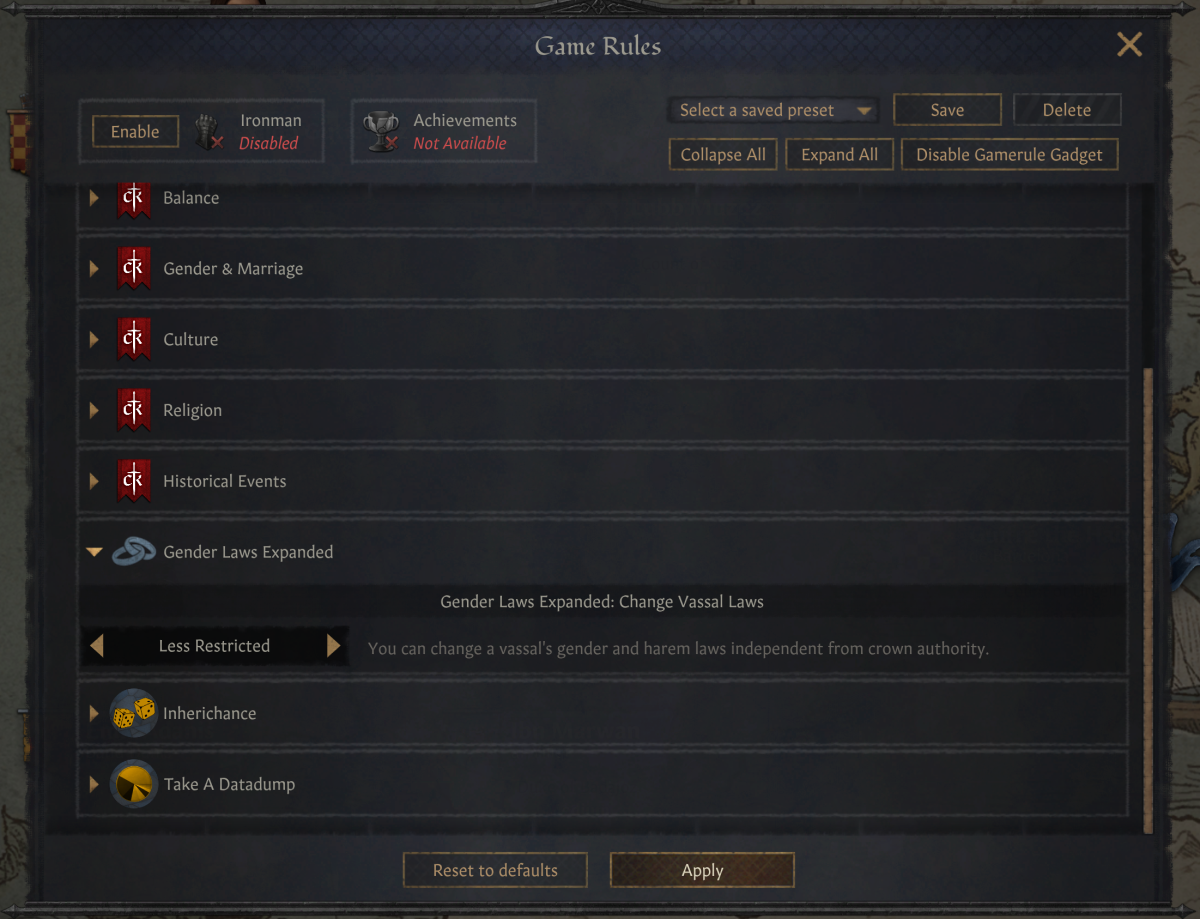 Game Rules
Enable
Ironman
Disabled
Achievements
Not Available
Select a saved preset
Save
Delete
Collapse All
Expand All
Disable Gamerule Gadget
Balance
Gender & Marriage
Culture
Religion
Historical Events
Gender Laws Expanded
Gender Laws Expanded: Change Vassal Laws
Less Restricted
You can change a vassal's gender and harem laws independent from crown authority.
Inherichance
Take A Datadump
Reset to defaults
Apply